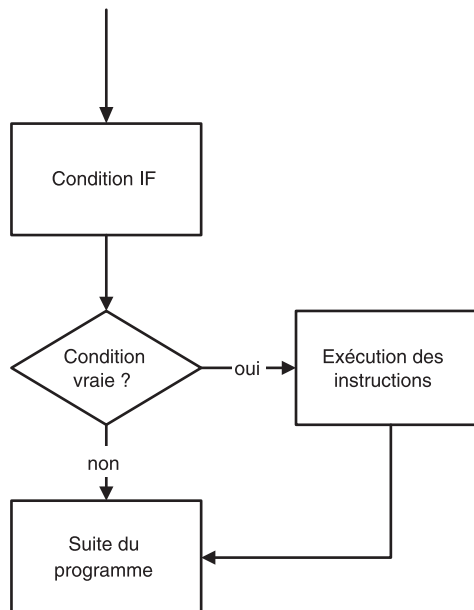 Condition IF
Condition
vraie ?
oui
Exécution des
instructions
non
Suite du
programme